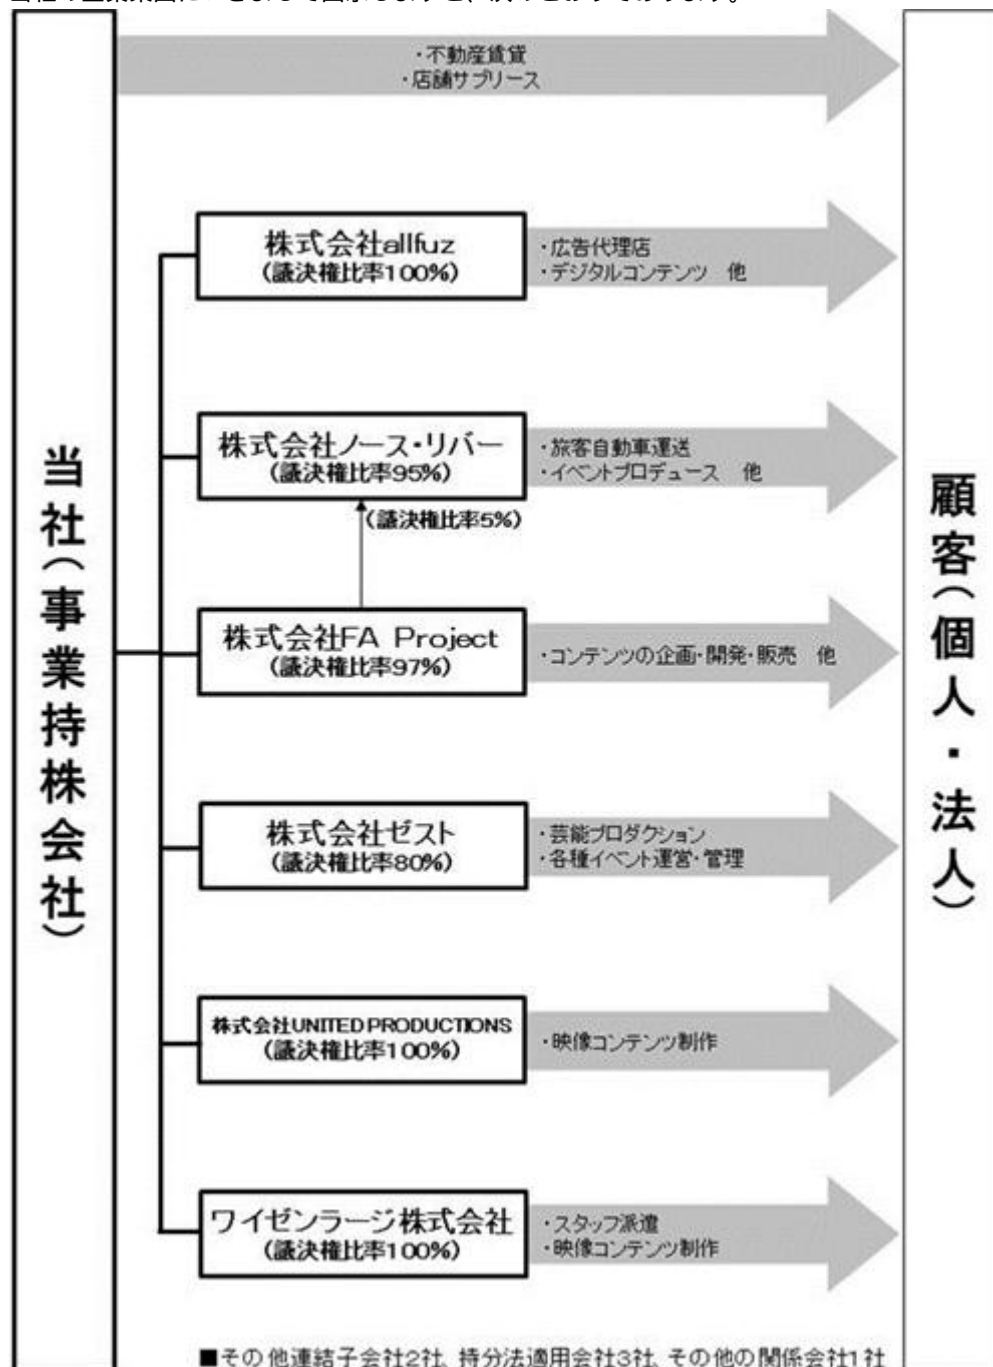 ・不動産賃貸
・店舗サブリース
当社(事業持株会社)
株式会社allfuz
(議決権比率100%)
・広告代理店
・デジタルコンテンツ 他
株式会社ノース・リバー
(議決権比率95%)
・旅客自動車運送
・イベントプロデュース 他
(議決権比率5%)
株式会社FA Project
(議決権比率97%)
・コンテンツの企画・開発・販売 他
株式会社ゼスト
(議決権比率80%)
・芸能プロダクション
・各種イベント運営・管理
株式会社UNITED PRODUCTIONS
(議決権比率100%)
・映像コンテンツ制作
ワイゼンラージ株式会社
(議決権比率100%)
・スタッフ派遣
・映像コンテンツ制作
顧客(個人・法人)
■その他連結子会社2社、持分法適用会社3社、その他の関係会社1社